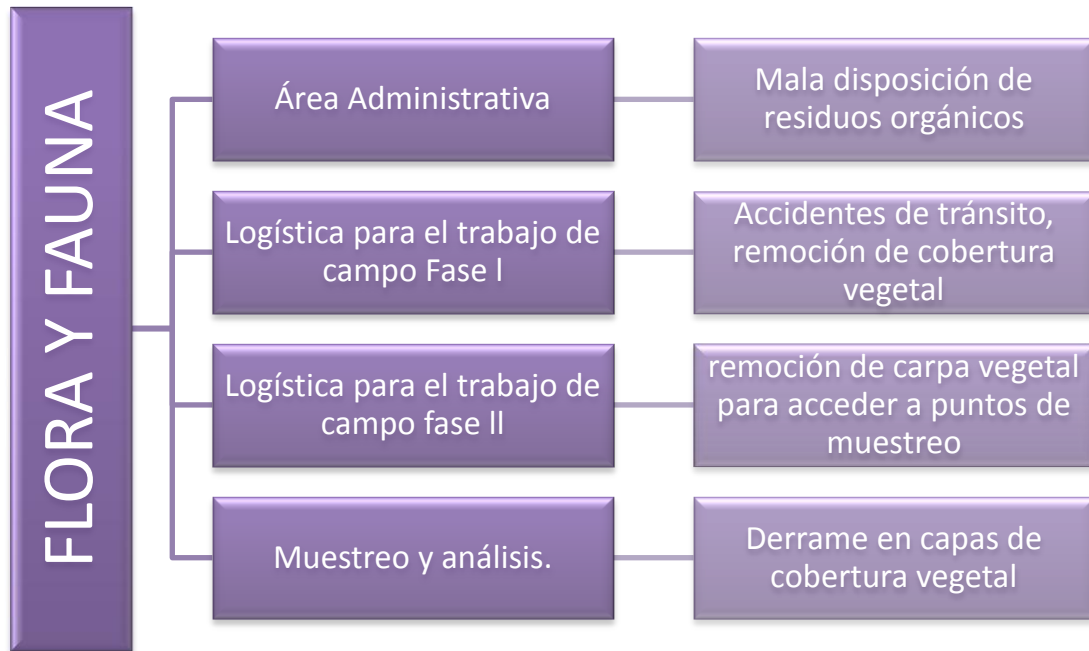 FLORA Y FAUNA
Área Administrativa
Mala disposición de
residuos orgánicos
Logística para el trabajo de
campo Fase l
Accidentes de tránsito,
remoción de cobertura
vegetal
Logística para el trabajo de
campo fase ll
remoción de carpa vegetal
para acceder a puntos de
muestreo
Muestreo y análisis.
Derrame en capas de
cobertura vegetal